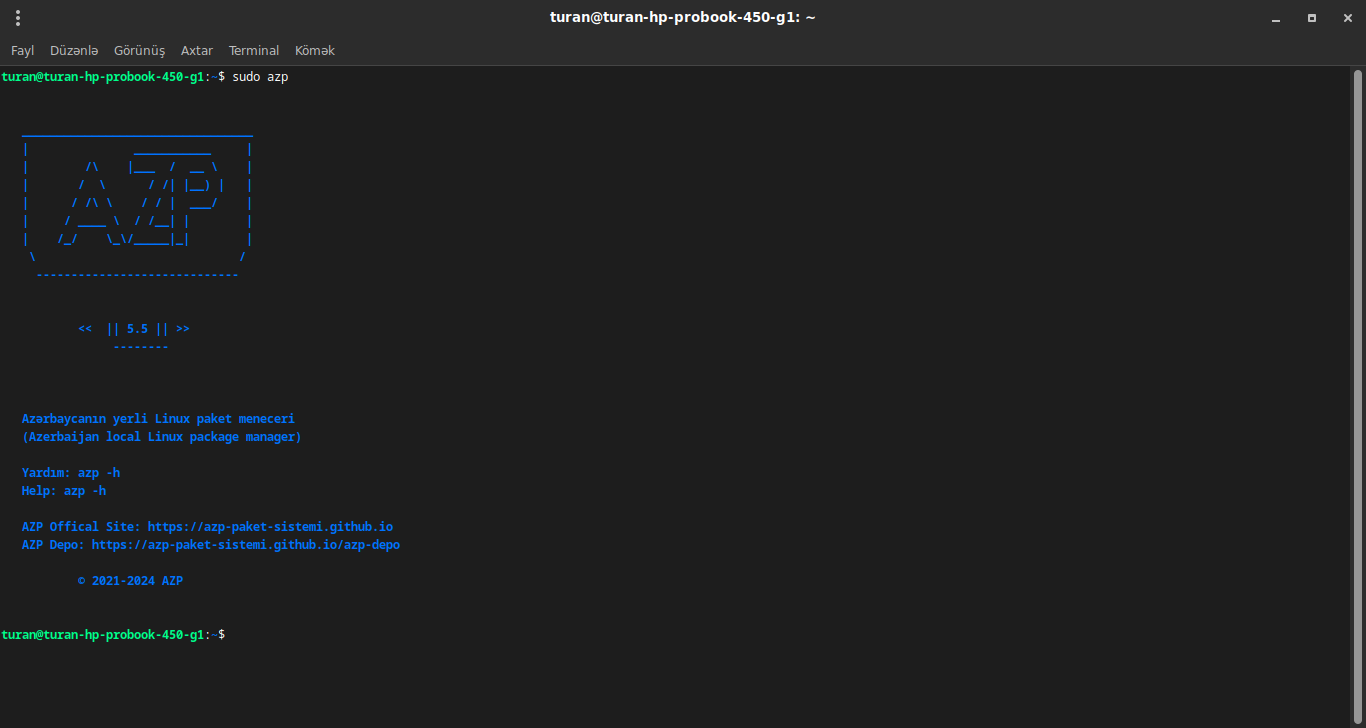 turan@turan-hp-probook-450-g1: ~
Fayl Düzənlə Görünüş Axtar Terminal Kömək
turan@turan-hp-probook-450-g1:~$ sudo azp
AZP
<< || 5.5 || >>
--------
Azərbaycanın yerli Linux paket meneceri
(Azerbaijan local Linux package manager)
Yardım: azp -h
Help: azp -h
AZP Offical Site: https://azp-paket-sistemi.github.io
AZP Depo: https://azp-paket-sistemi.github.io/azp-depo
© 2021-2024 AZP
turan@turan-hp-probook-450-g1:~$